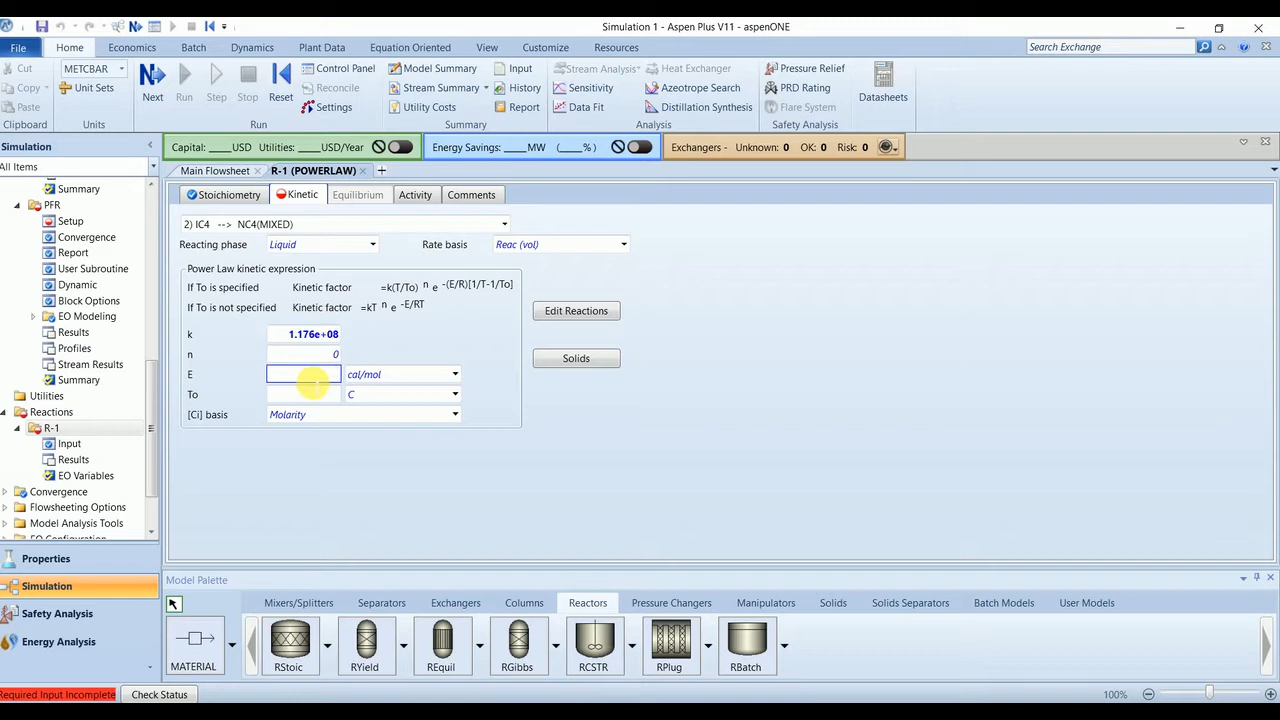 Simulation 1 - Aspen Plus V11 - aspenONE
File Home Economics Batch Dynamics Plant Data Equation Oriented View Customize Resources Search Exchange
Cut METCBAR Control Panel Model Summary Input Stream Analysis Heat Exchanger Pressure Relief
Copy Unit Sets Next Run Step Stop Reset Reconcile Stream Summary History Sensitivity Azeotrope Search PRD Rating Datasheets
Paste Settings Utility Costs Report Data Fit Distillation Synthesis Flare System
Clipboard Units Run Summary Analysis Safety Analysis
Simulation Capital: ____USD Utilities: ____USD/Year Energy Savings: ____MW (____%) Exchangers - Unknown: 0 OK: 0 Risk: 0
All Items Main Flowsheet R-1 (POWERLAW)
Summary Stoichiometry Kinetic Equilibrium Activity Comments
PFR
Setup 2) IC4 --> NC4(MIXED)
Convergence Reacting phase Liquid Rate basis Reac (vol)
Report
User Subroutine Power Law kinetic expression
Dynamic If To is specified Kinetic factor =k(T/To) n e -(E/R)[1/T-1/To]
Block Options If To is not specified Kinetic factor =kT n e -E/RT
EO Modeling Edit Reactions
Results k 1.176e+08
Profiles n 0 Solids
Stream Results E cal/mol
Summary
Utilities To C
Reactions [Ci] basis Molarity
R-1
Input
Results
EO Variables
Convergence
Flowsheeting Options
Model Analysis Tools
EO Configuration
Properties
Model Palette
Simulation Mixers/Splitters Separators Exchangers Columns Reactors Pressure Changers Manipulators Solids Solids Separators Batch Models User Models
Safety Analysis
Energy Analysis
MATERIAL RStoic RYield REquil RGibbs RCSTR RPlug RBatch
Required Input Incomplete Check Status 100%